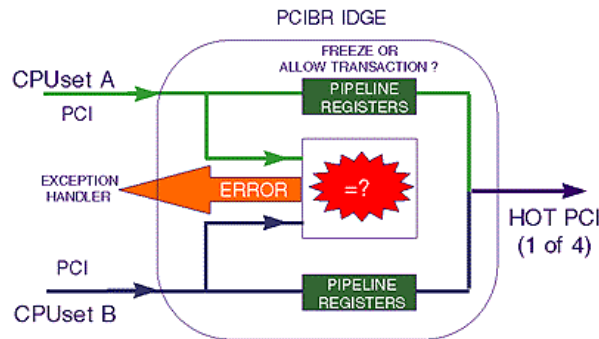 PCIBR IDGE
FREEZE OR
ALLOW TRANSACTION ?
CPUset A
PCI
PIPELINE
REGISTERS
EXCEPTION
HANDLER
ERROR
=?
HOT PCI
(1 of 4)
PCI
CPUset B
PIPELINE
REGISTERS